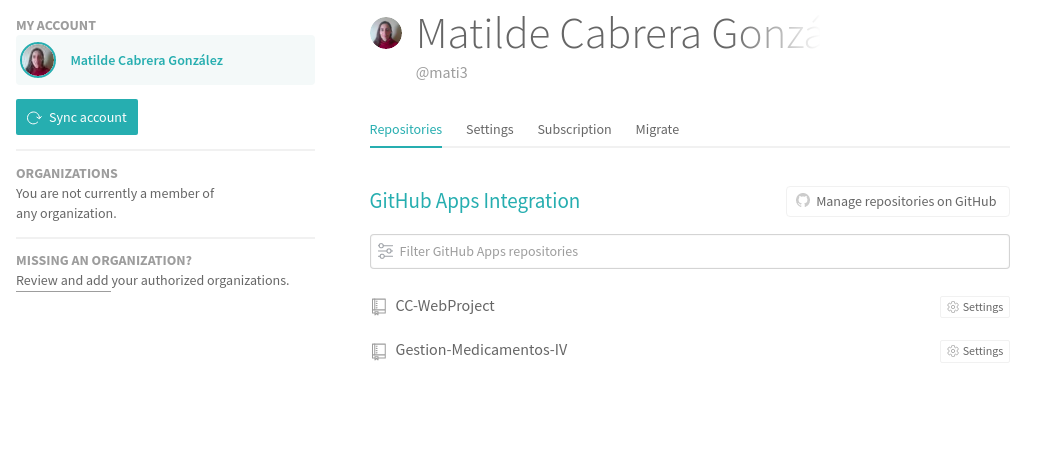 MY ACCOUNT
Matilde Cabrera González
Sync account
ORGANIZATIONS
You are not currently a member of
any organization.
MISSING AN ORGANIZATION?
Review and add your authorized organizations.
Matilde Cabrera Gonzá
@mati3
Repositories Settings Subscription Migrate
GitHub Apps Integration
Manage repositories on GitHub
Filter GitHub Apps repositories
CC-WebProject Settings
Gestion-Medicamentos-IV Settings